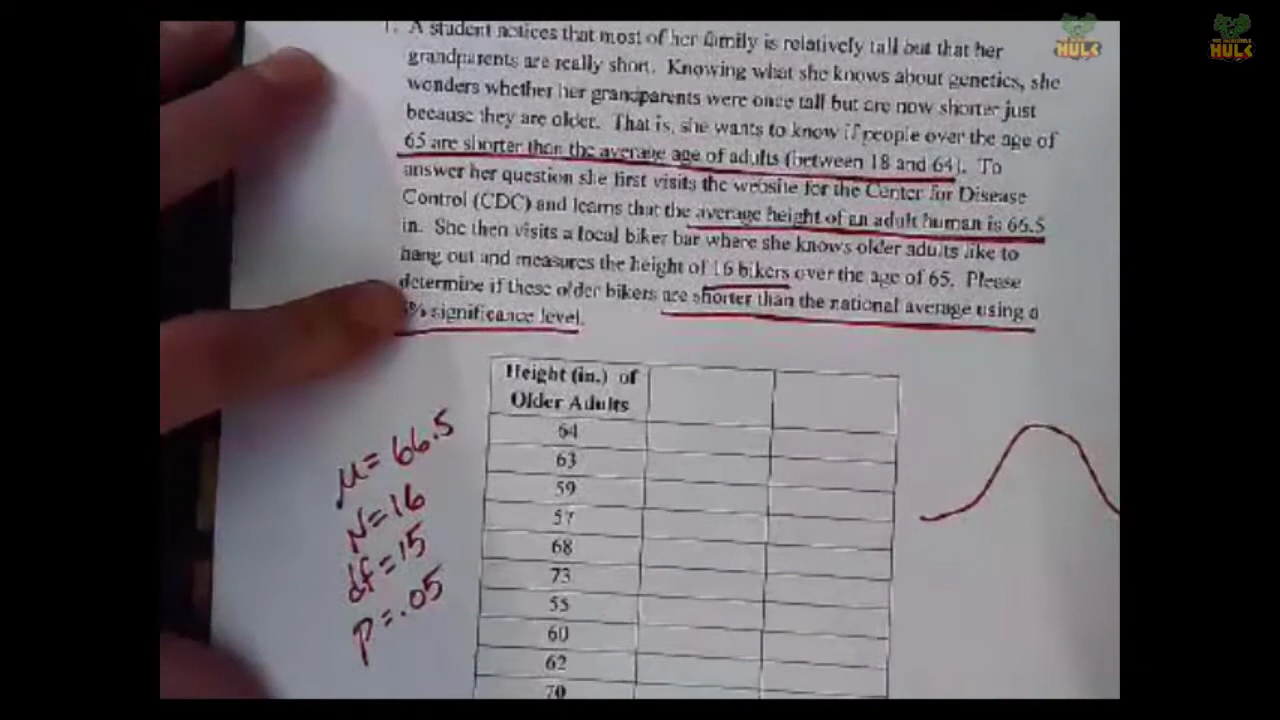 1. A student notices that most of her family is relatively tall but that her
grandparents are really short. Knowing what she knows about genetics, she
wonders whether her grandparents were once tall but are now shorter just
because they are older. That is, she wants to know if people over the age of
65 are shorter than the average age of adults (between 18 and 64). To
answer her question she first visits the website for the Center for Disease
Control (CDC) and learns that the average height of an adult human is 66.5
in. She then visits a local biker bar where she knows older adults like to
hang out and measures the height of 16 bikers over the age of 65. Please
determine if these older bikers are shorter than the national average using a
% significance level.
Height (in.) of
Older Adults
64
63
59
57
68
73
55
60
62
70
μ = 66.5
N = 16
df = 15
p = .05
HULK
HULK